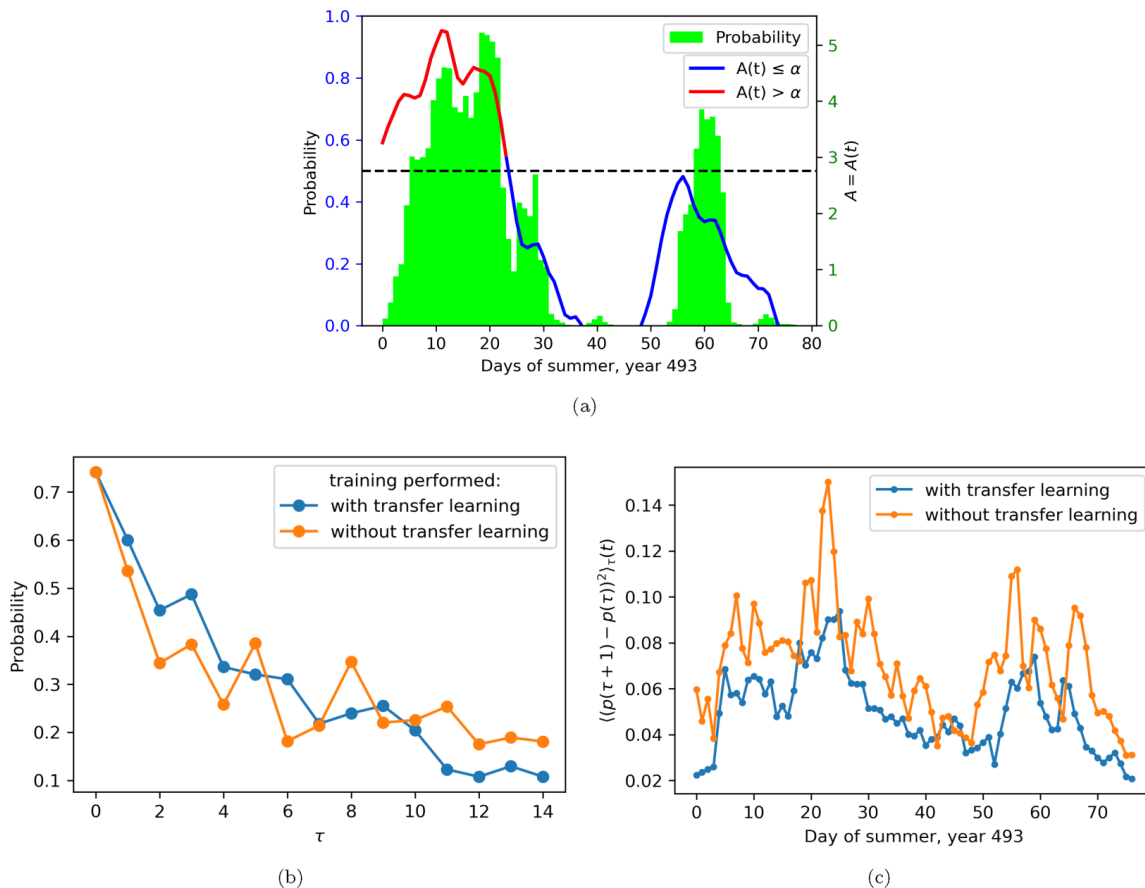 Probability
A(t) ≤ α
A(t) > α
1.0
0.8
0.6
0.4
0.2
0.0
Probability
5
4
3
2
1
0
A = A(t)
0 10 20 30 40 50 60 70 80
Days of summer, year 493
(a)
training performed:
with transfer learning
without transfer learning
0.7
0.6
0.5
0.4
0.3
0.2
0.1
Probability
0 2 4 6 8 10 12 14
τ
(b)
with transfer learning
without transfer learning
0.14
0.12
0.10
0.08
0.06
0.04
0.02
⟨(p(τ + 1) − p(τ))²⟩τ(t)
0 10 20 30 40 50 60 70
Day of summer, year 493
(c)